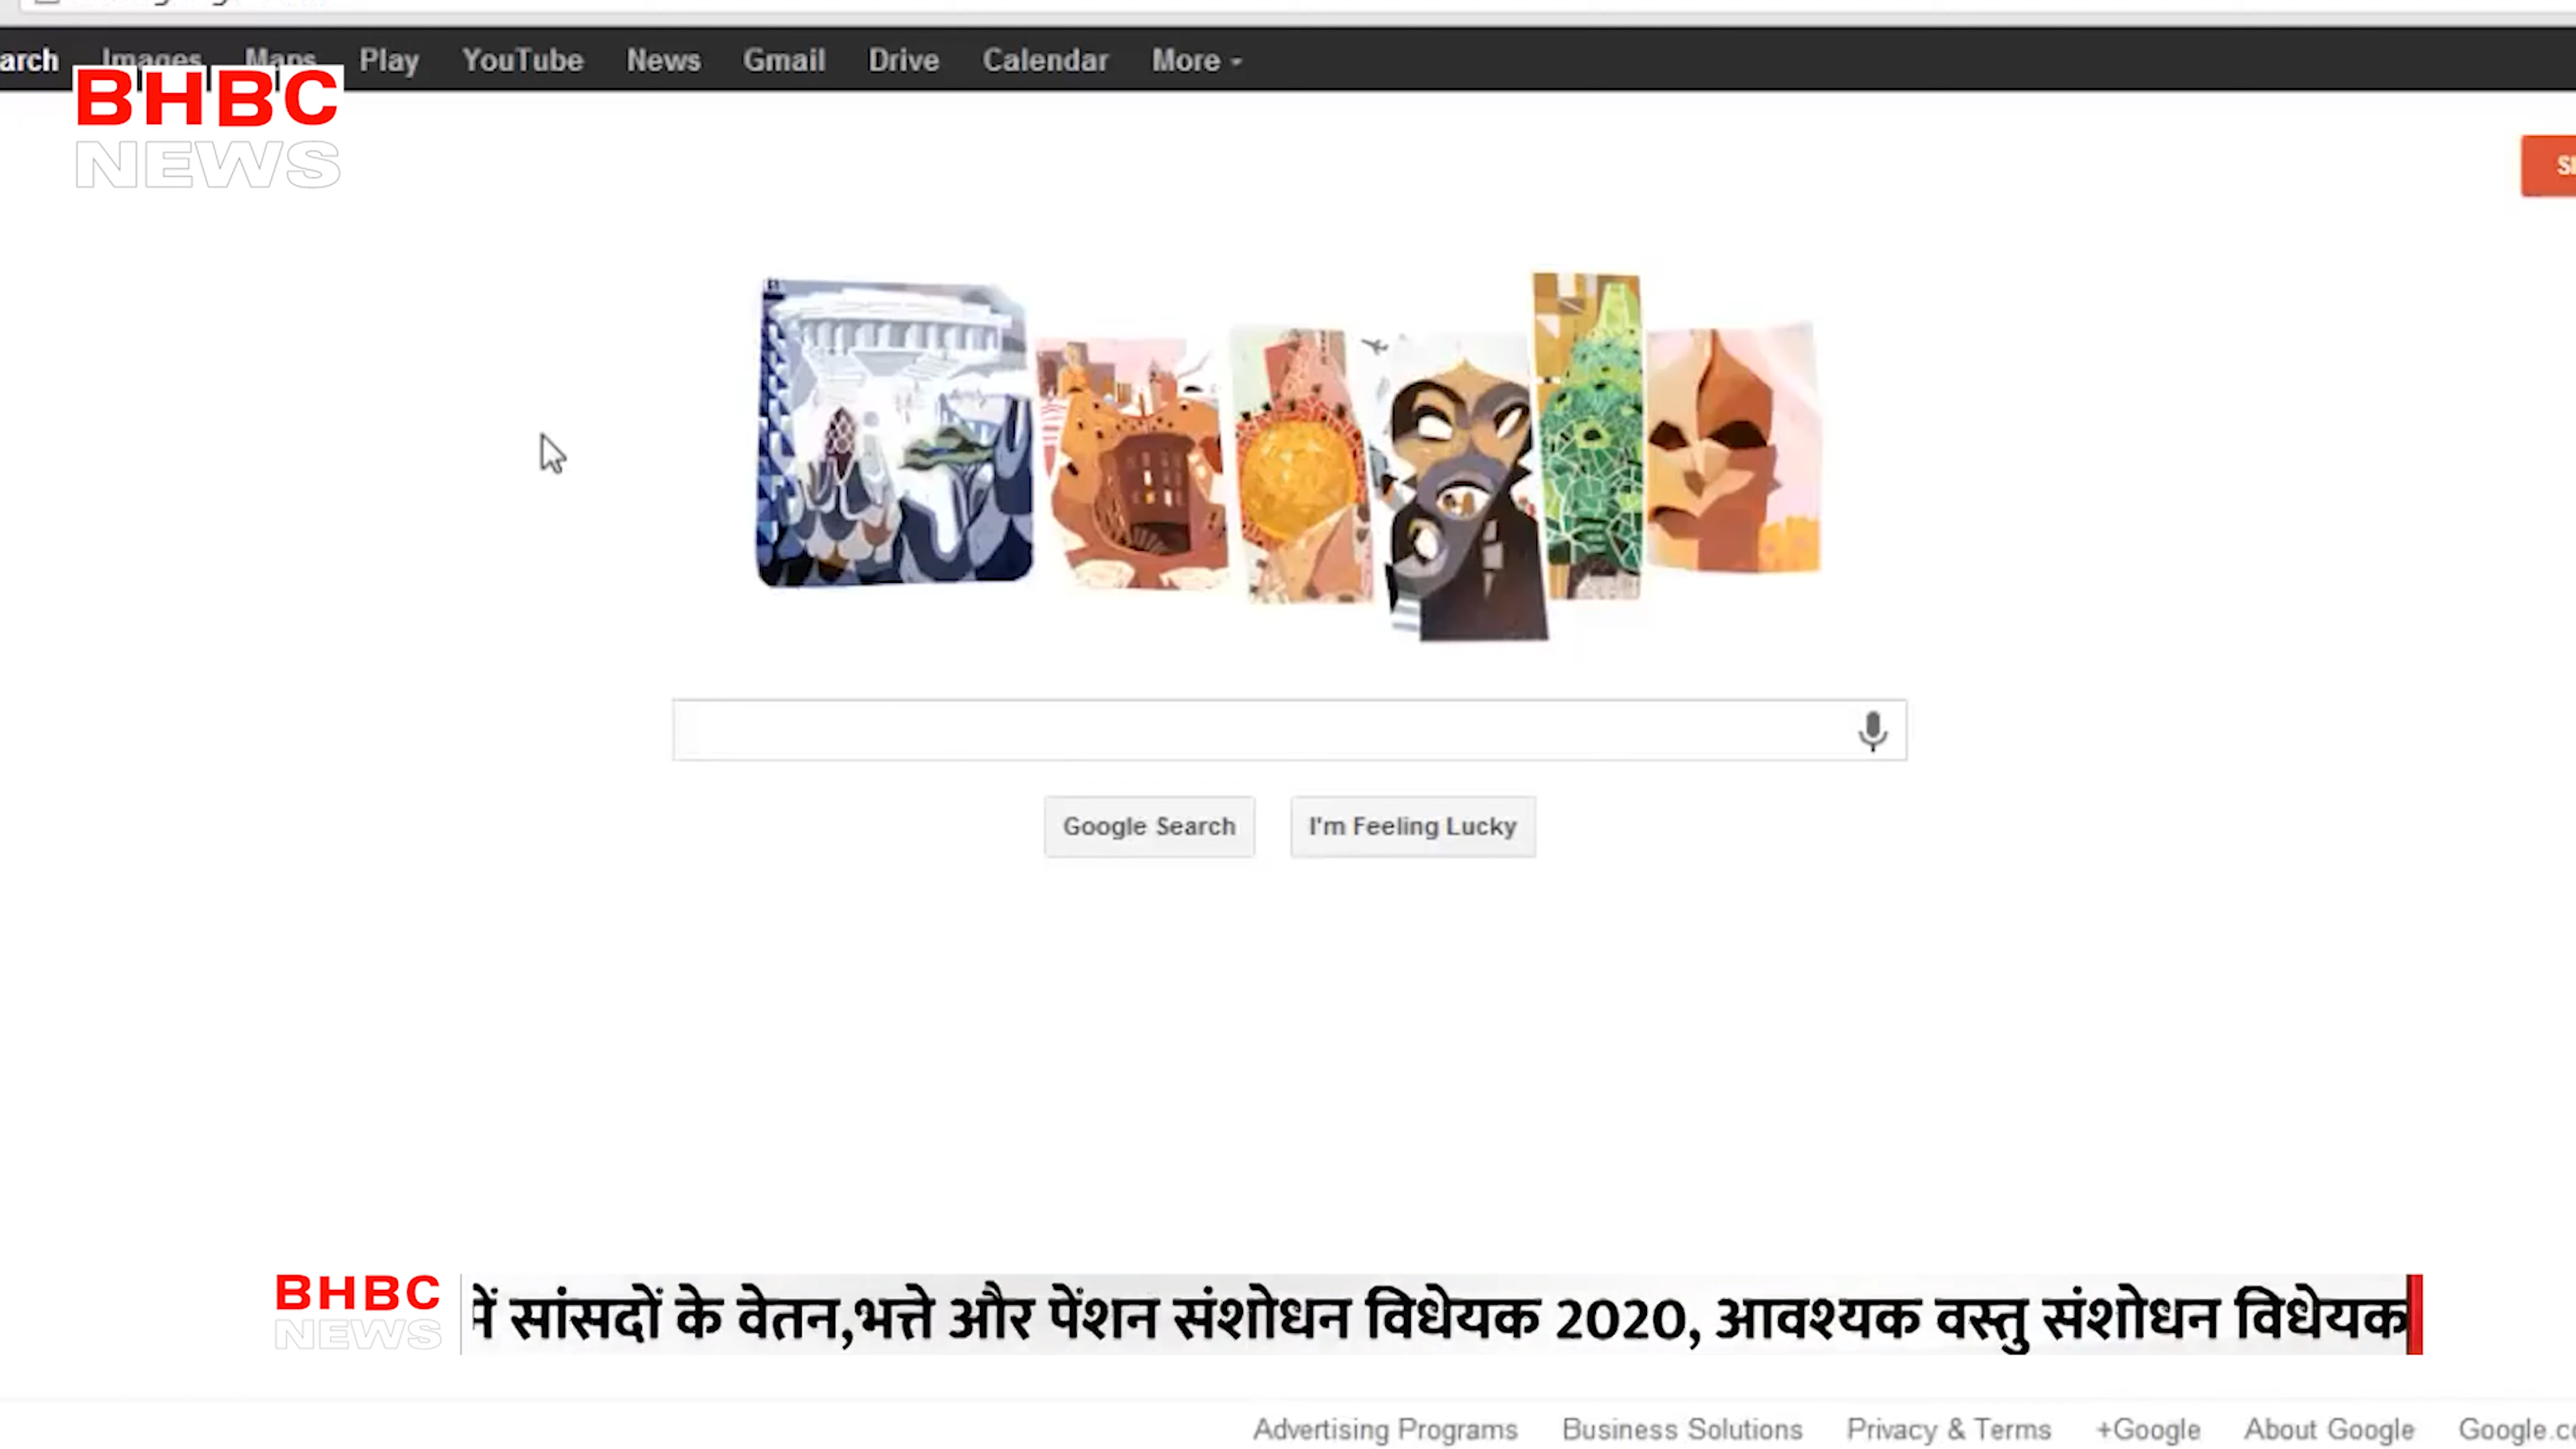 Images Maps Play YouTube News Gmail Drive Calendar More
BHBC
NEWS
Google Search I'm Feeling Lucky
BHBC
NEWS
में सांसदों के वेतन,भत्ते और पेंशन संशोधन विधेयक 2020, आवश्यक वस्तु संशोधन विधेयक
Advertising Programs Business Solutions Privacy & Terms +Google About Google